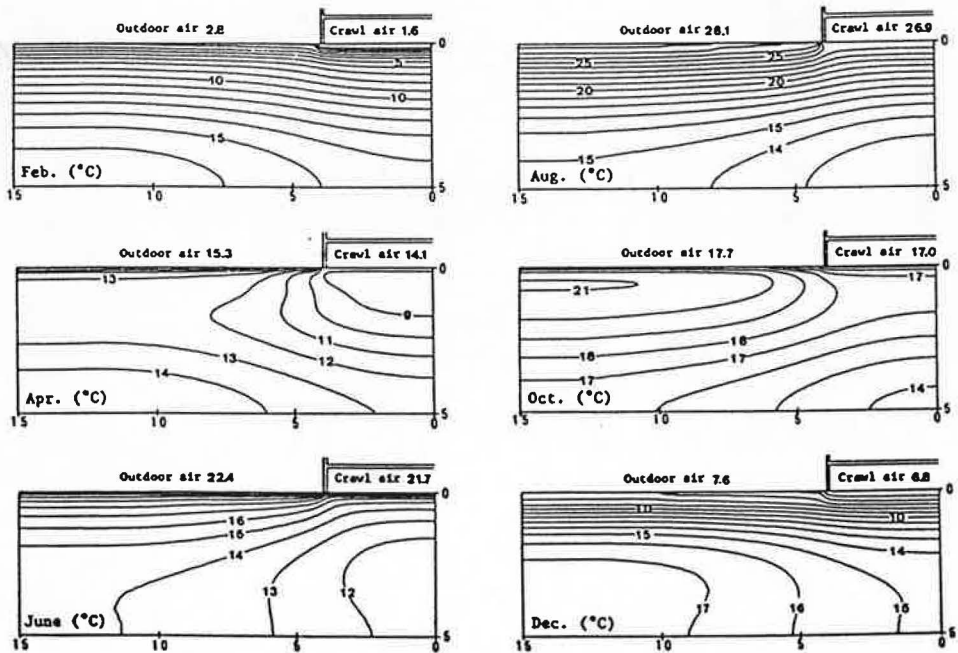 Outdoor air 2.8
Crawl air 1.6
0
5
10
10
15
Feb. (°C)
15 10 5 0
5
Outdoor air 28.1
Crawl air 26.9
0
25
25
20
20
15
14
15
Aug. (°C)
15 10 5 0
5
Outdoor air 15.3
Crawl air 14.1
0
13
9
11
12
13
14
Apr. (°C)
15 10 5 0
5
Outdoor air 17.7
Crawl air 17.0
0
17
21
18
18
17
17
14
Oct. (°C)
15 10 5 0
5
Outdoor air 22.4
Crawl air 21.7
0
16
15
14
13
12
June (°C)
15 10 5 0
5
Outdoor air 7.6
Crawl air 6.8
0
10
10
15
14
17
16
15
Dec. (°C)
15 10 5 0
5